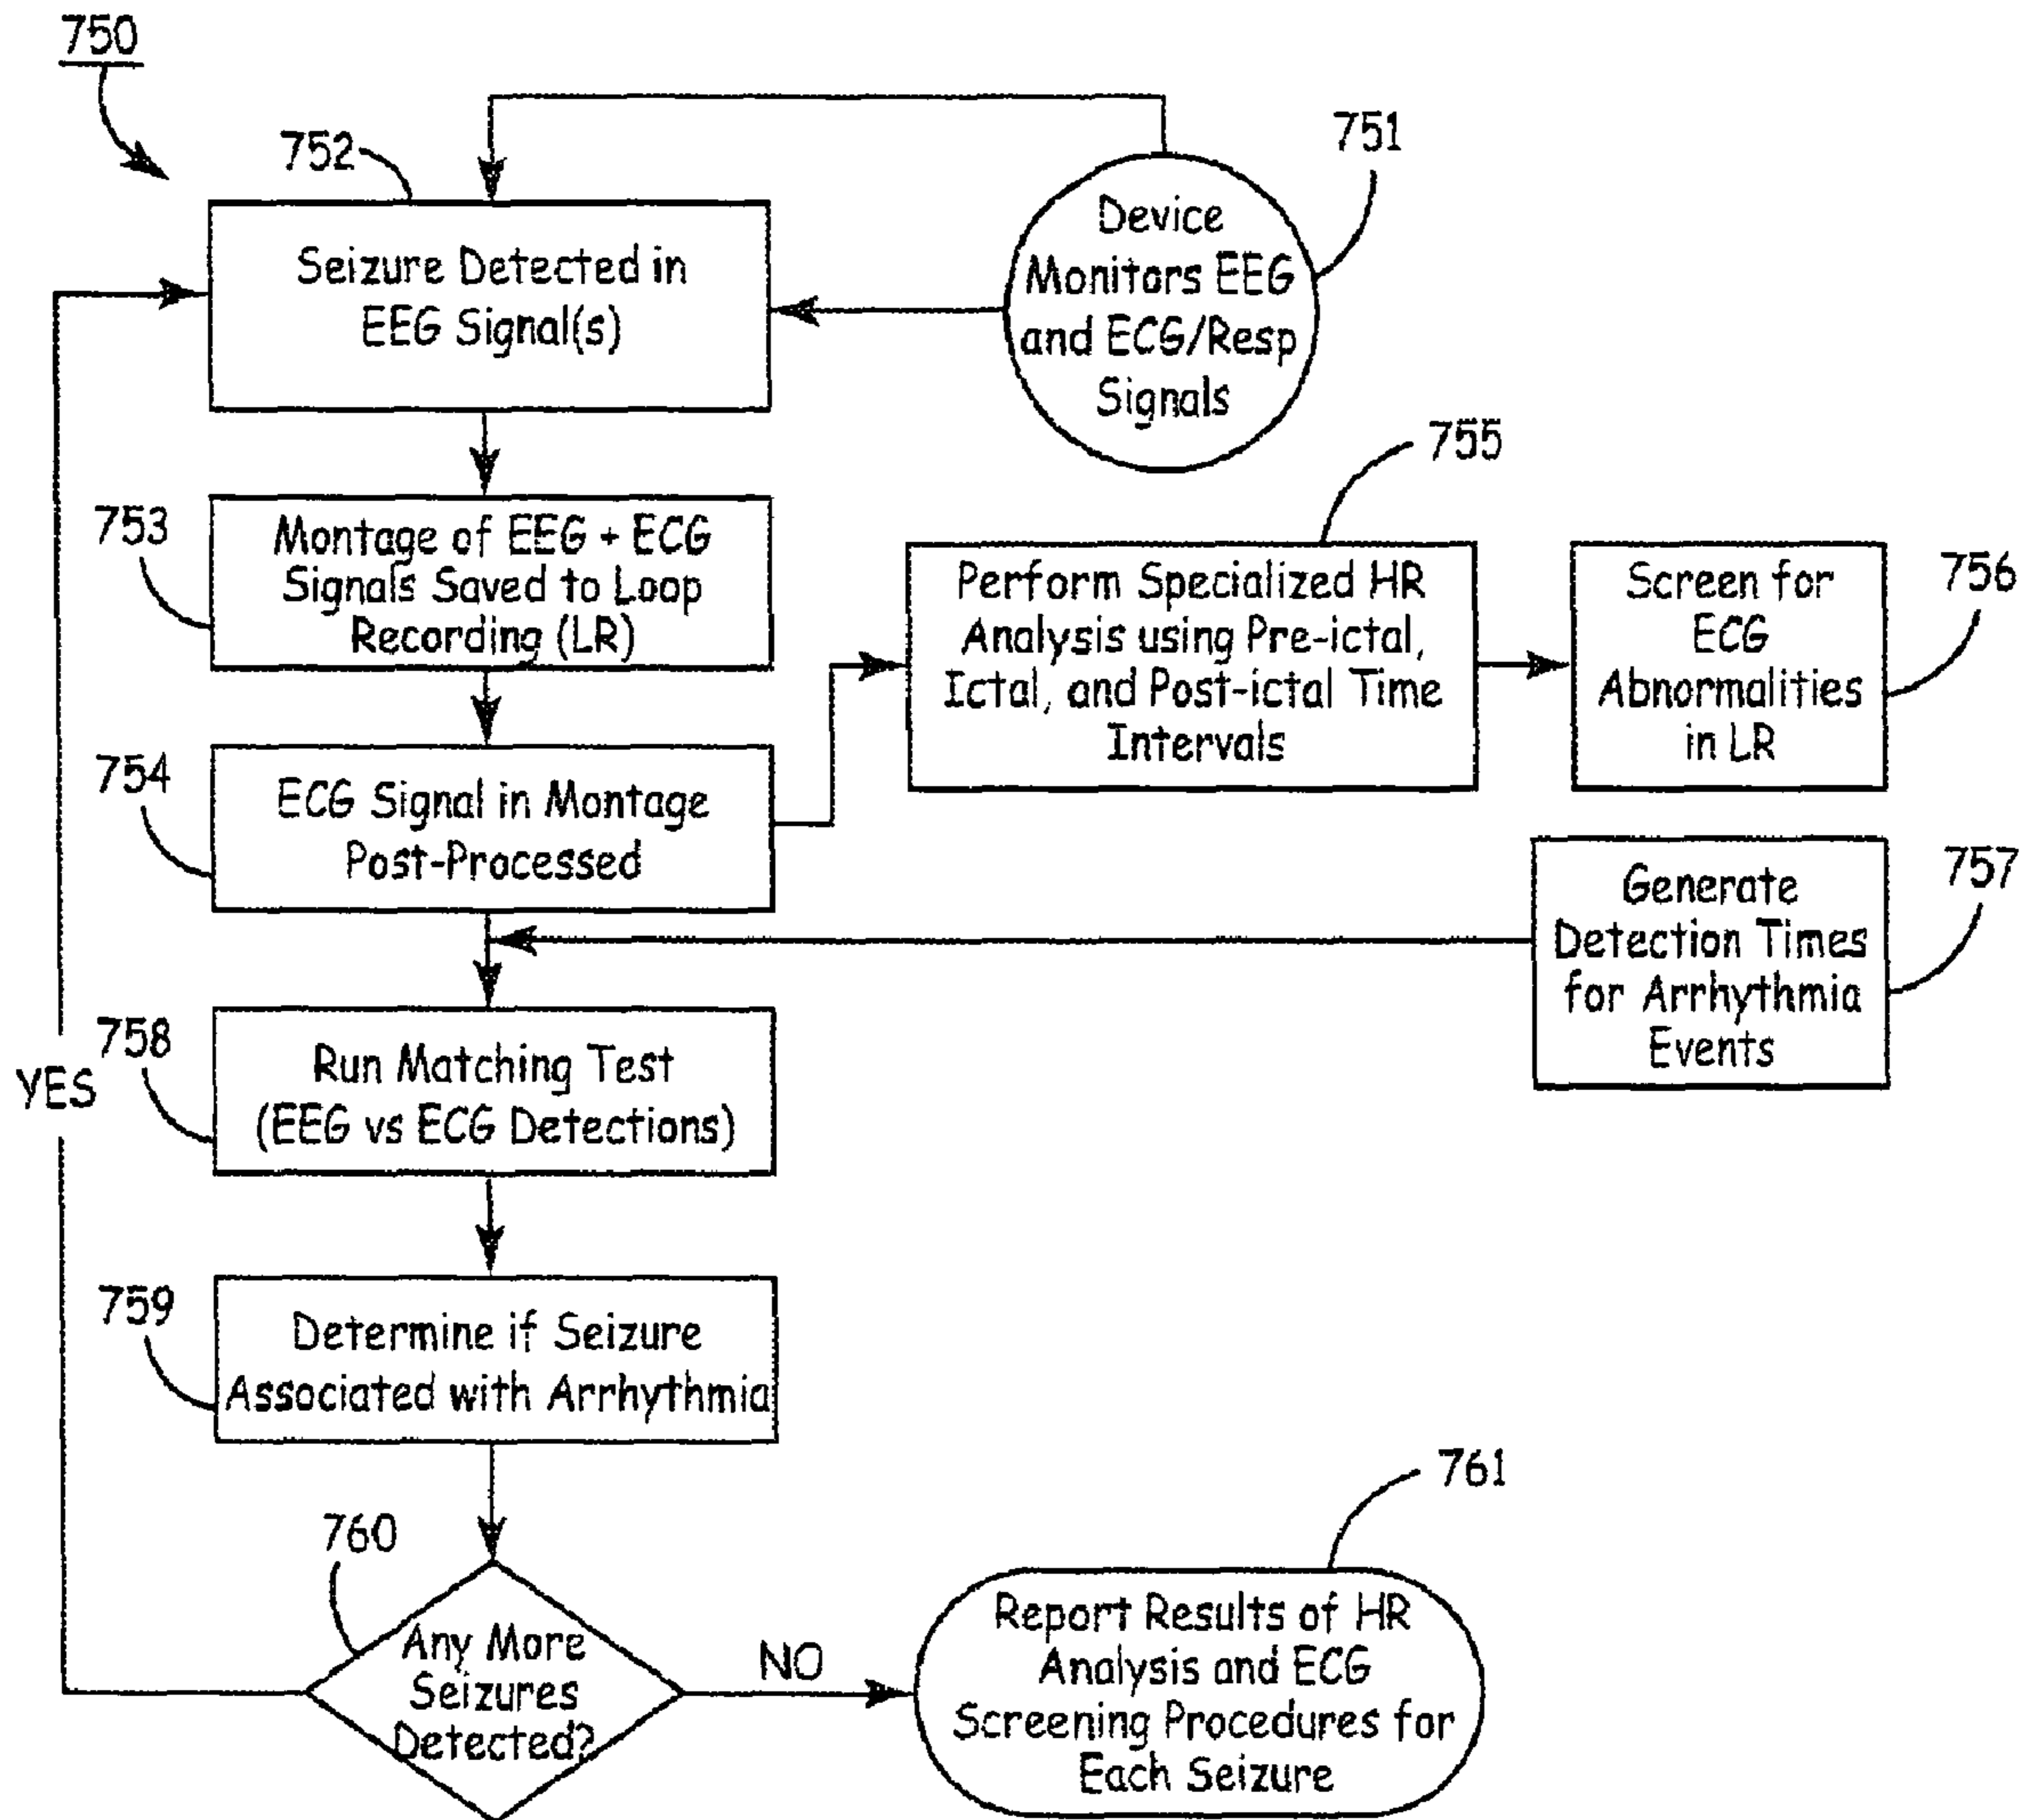 750
752
751
Device
Monitors EEG
and ECG/Resp
Signals
Seizure Detected in
EEG Signal(s)
753
Montage of EEG + ECG
Signals Saved to Loop
Recording (LR)
755
Perform Specialized HR
Analysis using Pre-ictal,
Ictal, and Post-ictal Time
Intervals
756
Screen for
ECG
Abnormalities
in LR
754
ECG Signal in Montage
Post-Processed
757
Generate
Detection Times
for Arrhythmia
Events
YES
758
Run Matching Test
(EEG vs ECG Detections)
759
Determine if Seizure
Associated with Arrhythmia
760
Any More
Seizures
Detected?
NO
761
Report Results of HR
Analysis and ECG
Screening Procedures for
Each Seizure